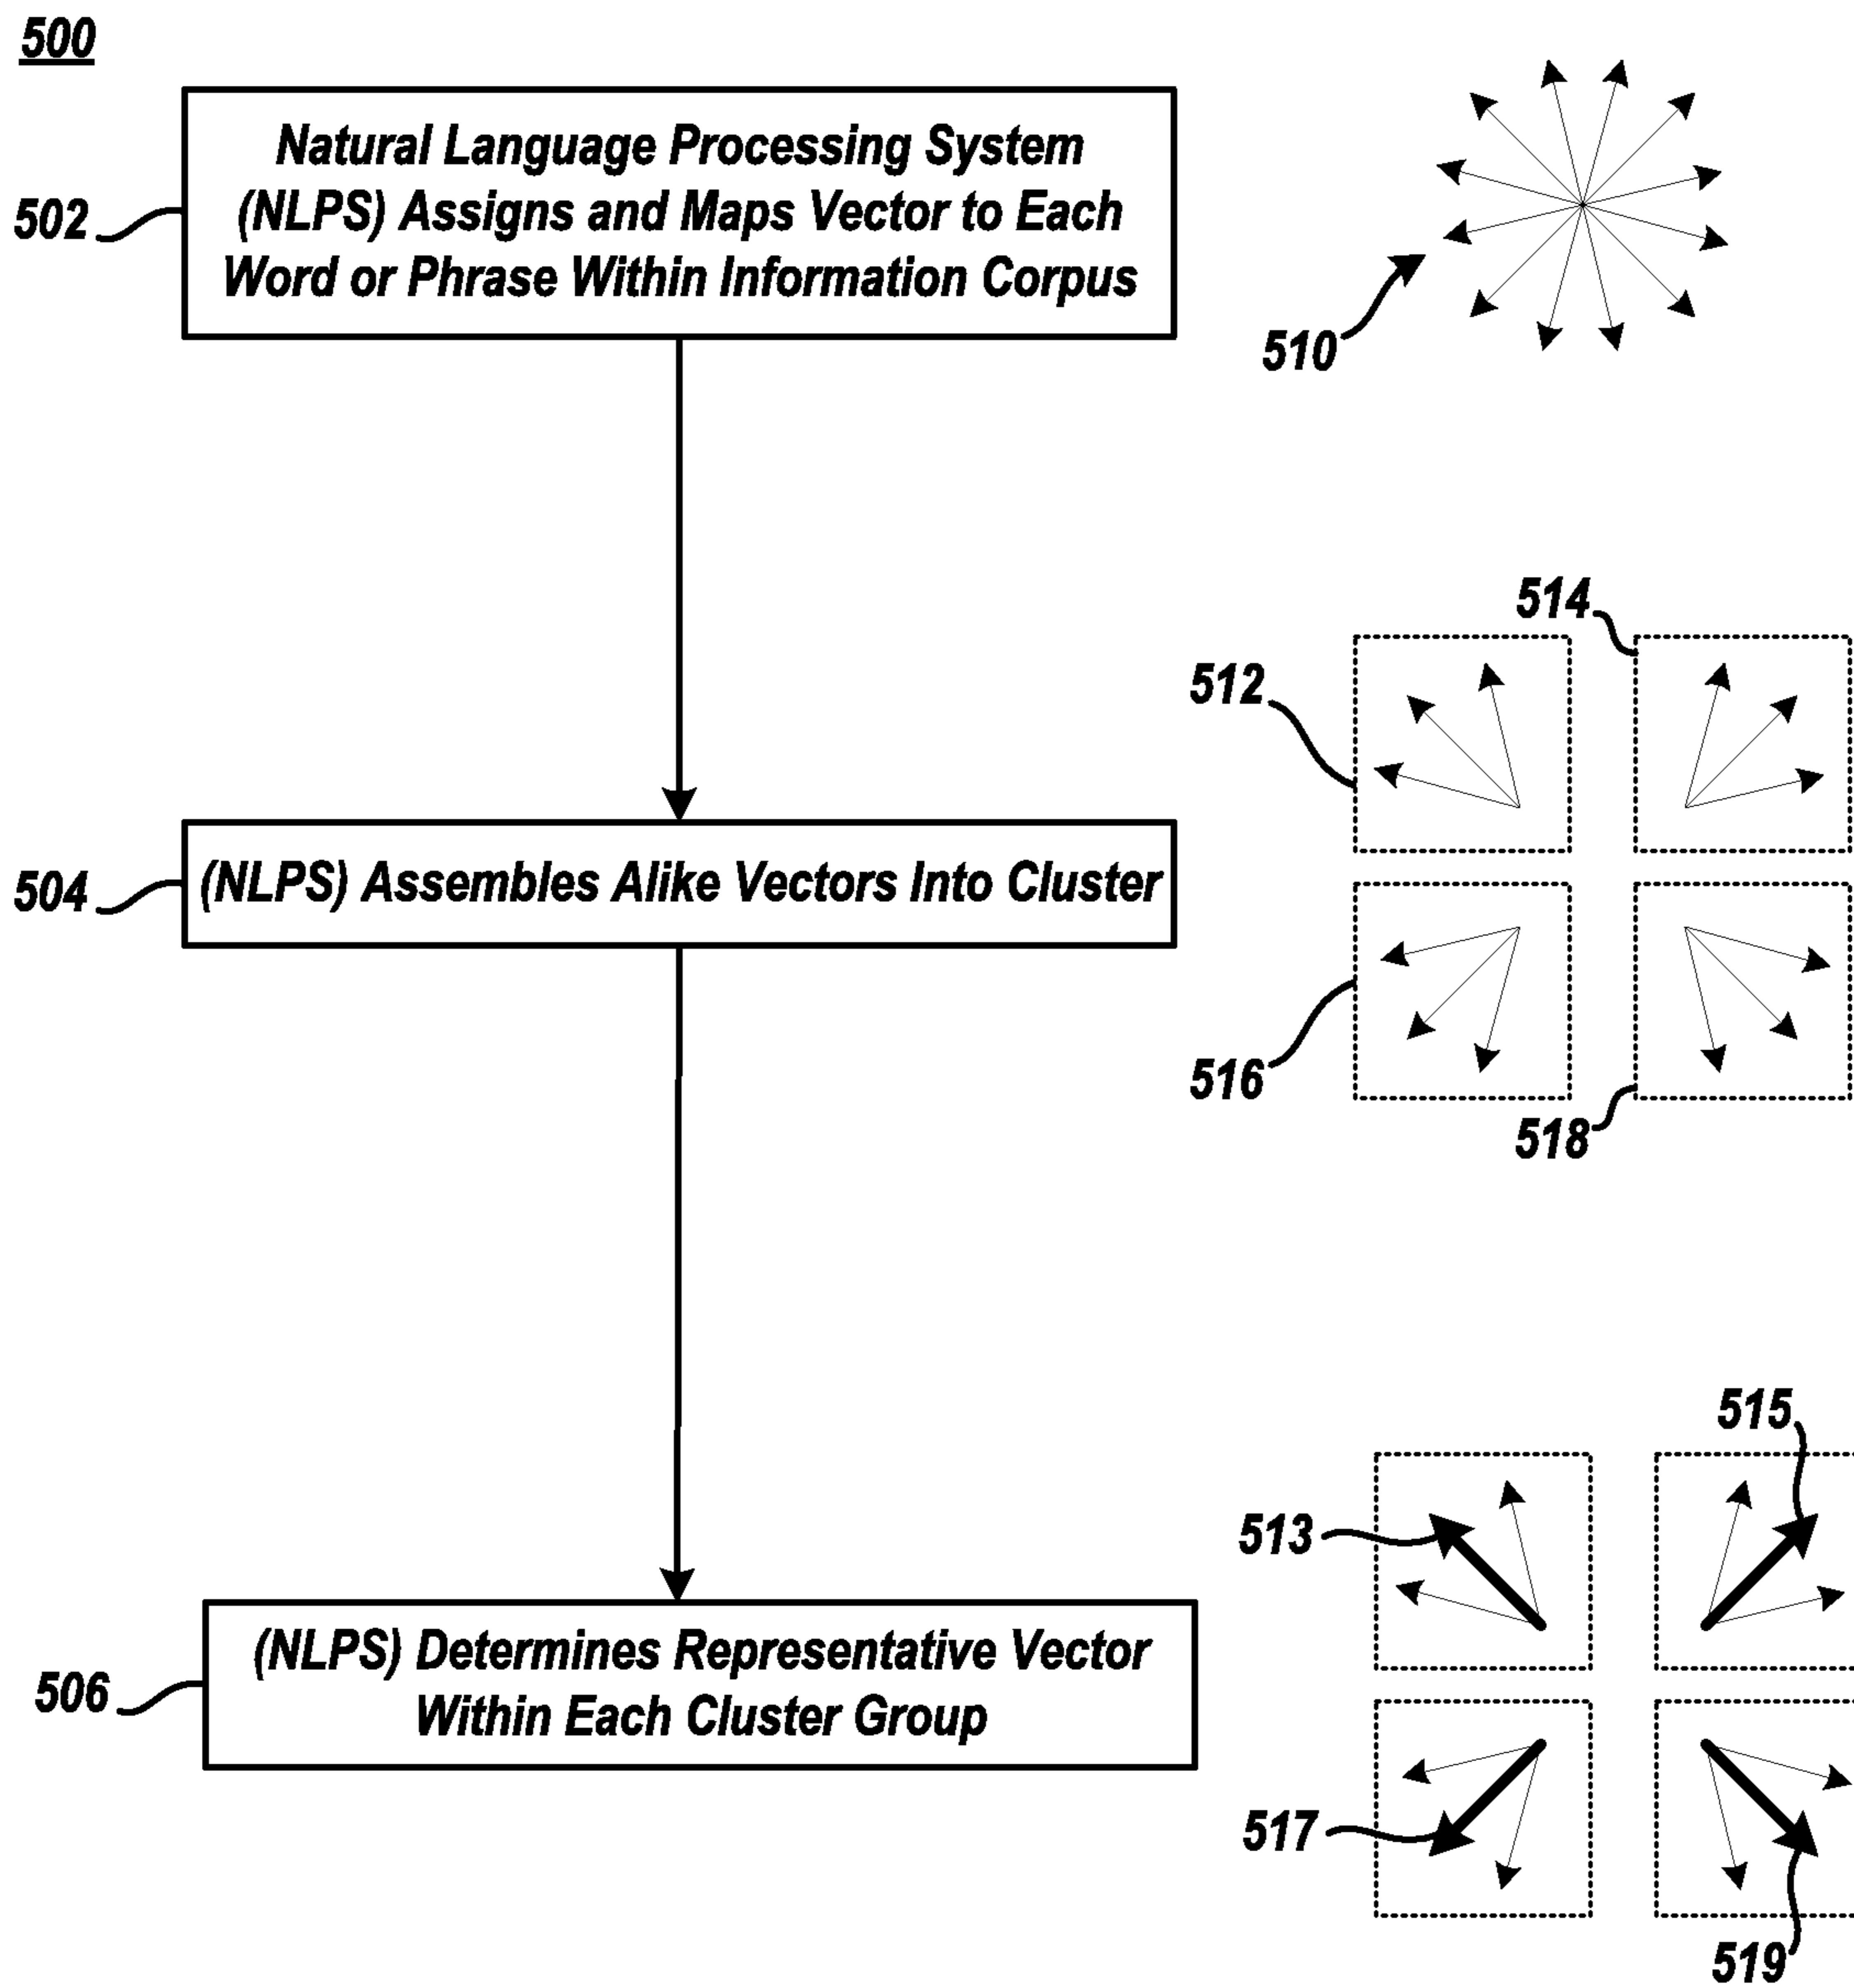 500
Natural Language Processing System
(NLPS) Assigns and Maps Vector to Each
Word or Phrase Within Information Corpus
502
510
514
512
(NLPS) Assembles Alike Vectors Into Cluster
504
516
518
515
513
(NLPS) Determines Representative Vector
Within Each Cluster Group
506
517
519